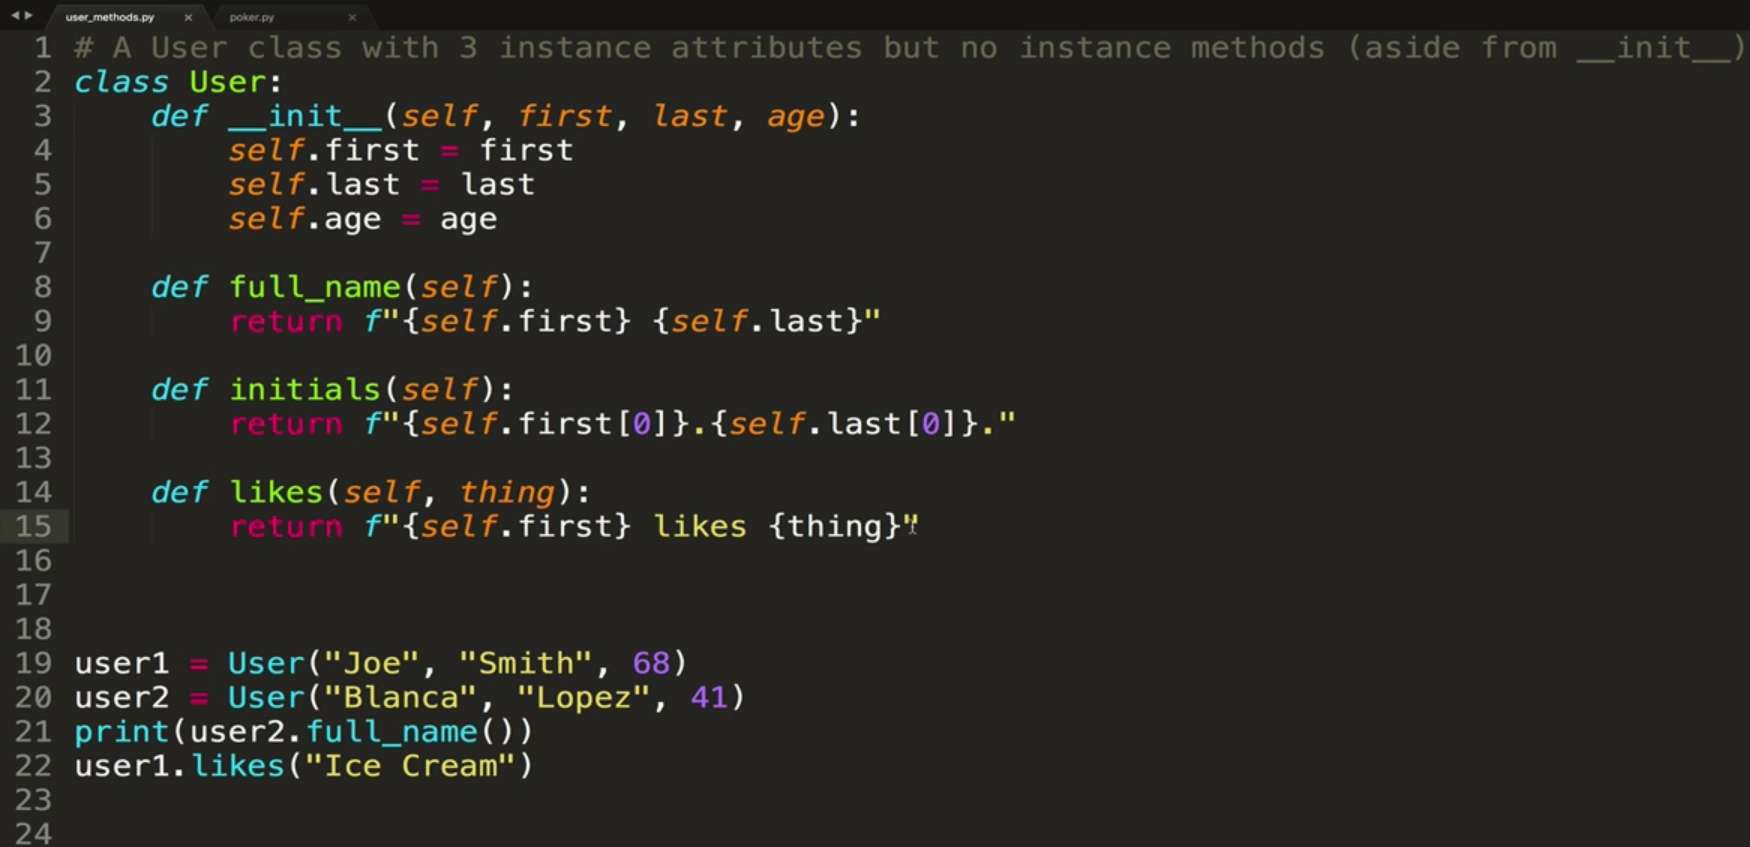 user_methods.py × poker.py ×
1 # A User class with 3 instance attributes but no instance methods (aside from __init__)
2 class User:
3     def __init__(self, first, last, age):
4         self.first = first
5         self.last = last
6         self.age = age
7
8     def full_name(self):
9         return f"{self.first} {self.last}"
10
11     def initials(self):
12         return f"{self.first[0]}.{self.last[0]}."
13
14     def likes(self, thing):
15         return f"{self.first} likes {thing}"
16
17
18
19 user1 = User("Joe", "Smith", 68)
20 user2 = User("Blanca", "Lopez", 41)
21 print(user2.full_name())
22 user1.likes("Ice Cream")
23
24